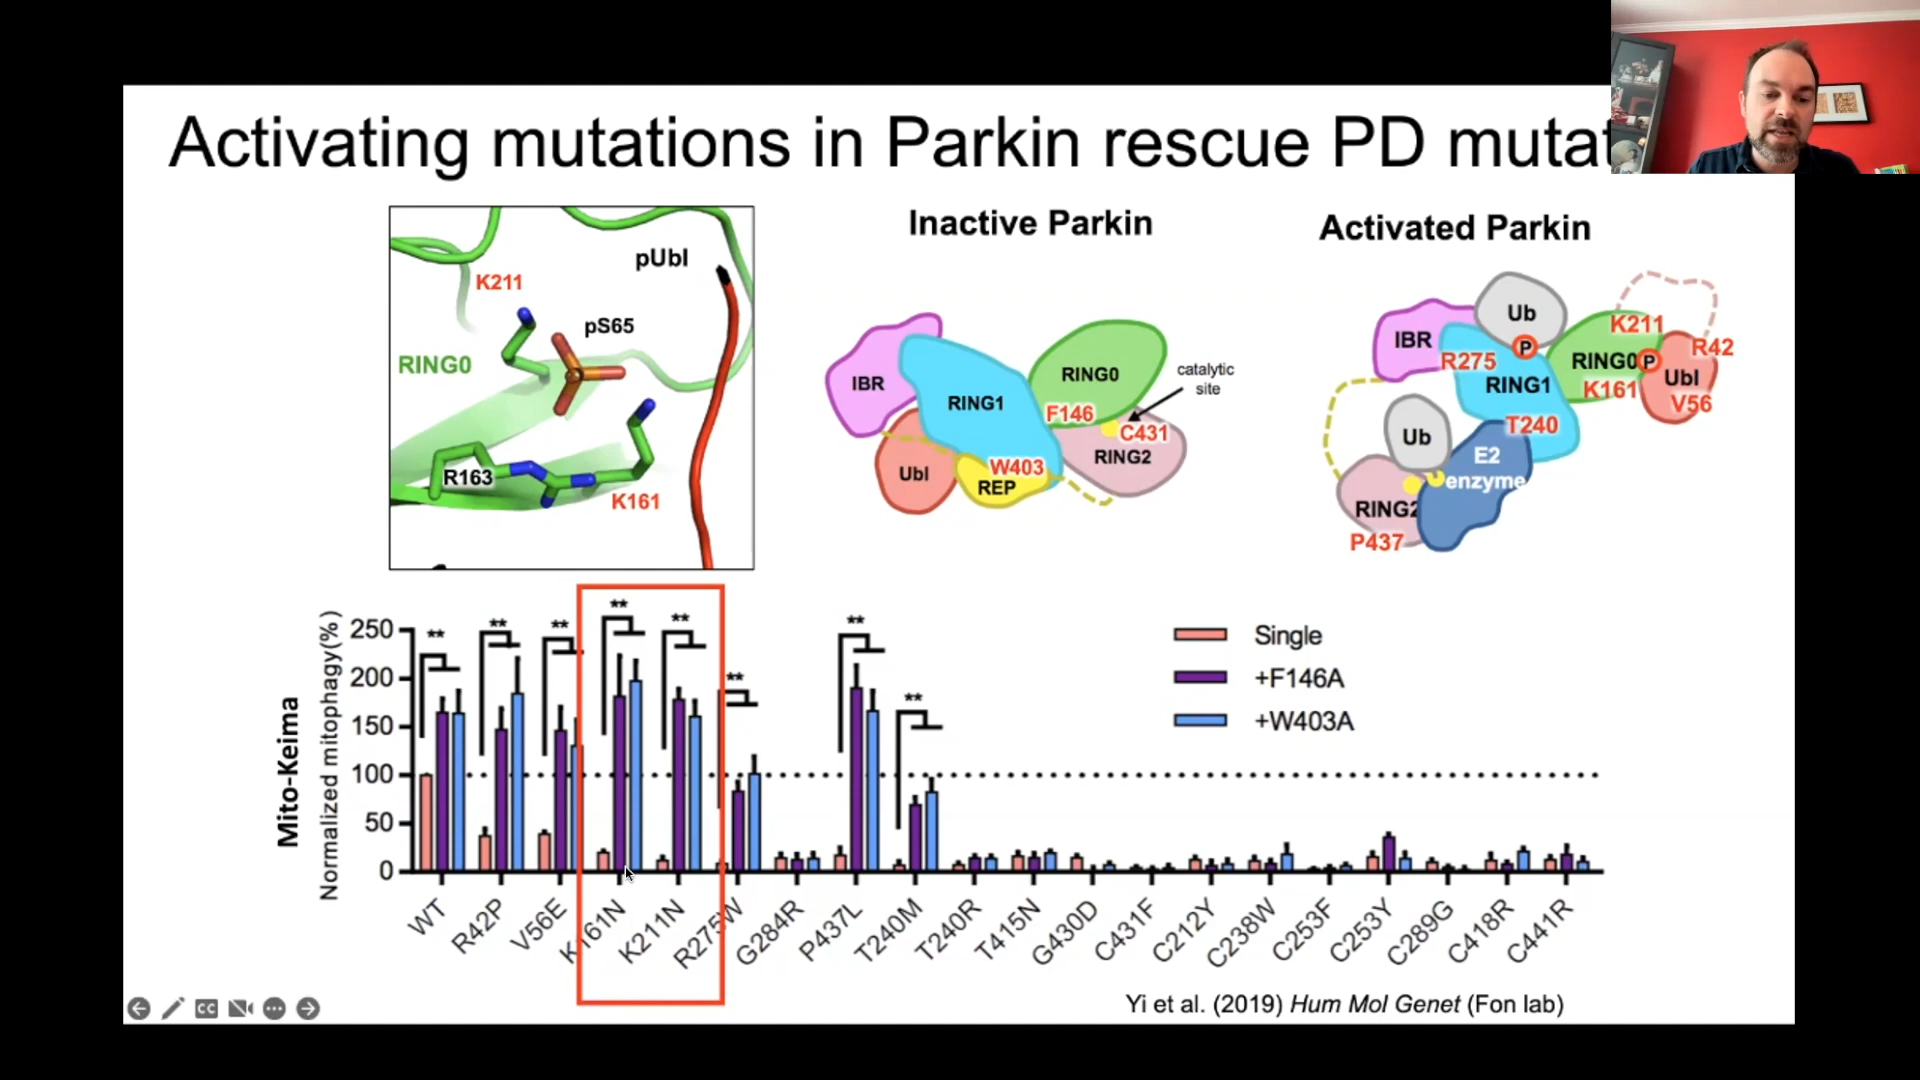 Activating mutations in Parkin rescue PD mutat
Inactive Parkin
Activated Parkin
K211
pUbl
pS65
RING0
R163
K161
IBR
RING1
RING0
catalytic
site
F146
C431
RING2
Ubl
W403
REP
Ub
P
IBR
R275
RING1
K211
RING0
P
K161
R42
Ubl
V56
T240
Ub
E2
enzyme
RING2
P437
Mito-Keima
Normalized mitophagy(%)
250
200
150
100
50
0
**
**
**
**
**
**
**
**
Single
+F146A
+W403A
WT
R42P
V56E
K161N
K211N
R275W
G284R
P437L
T240M
T240R
T415N
G430D
C431F
C212Y
C238W
C253F
C253Y
C289G
C418R
C441R
CC
Yi et al. (2019) Hum Mol Genet (Fon lab)